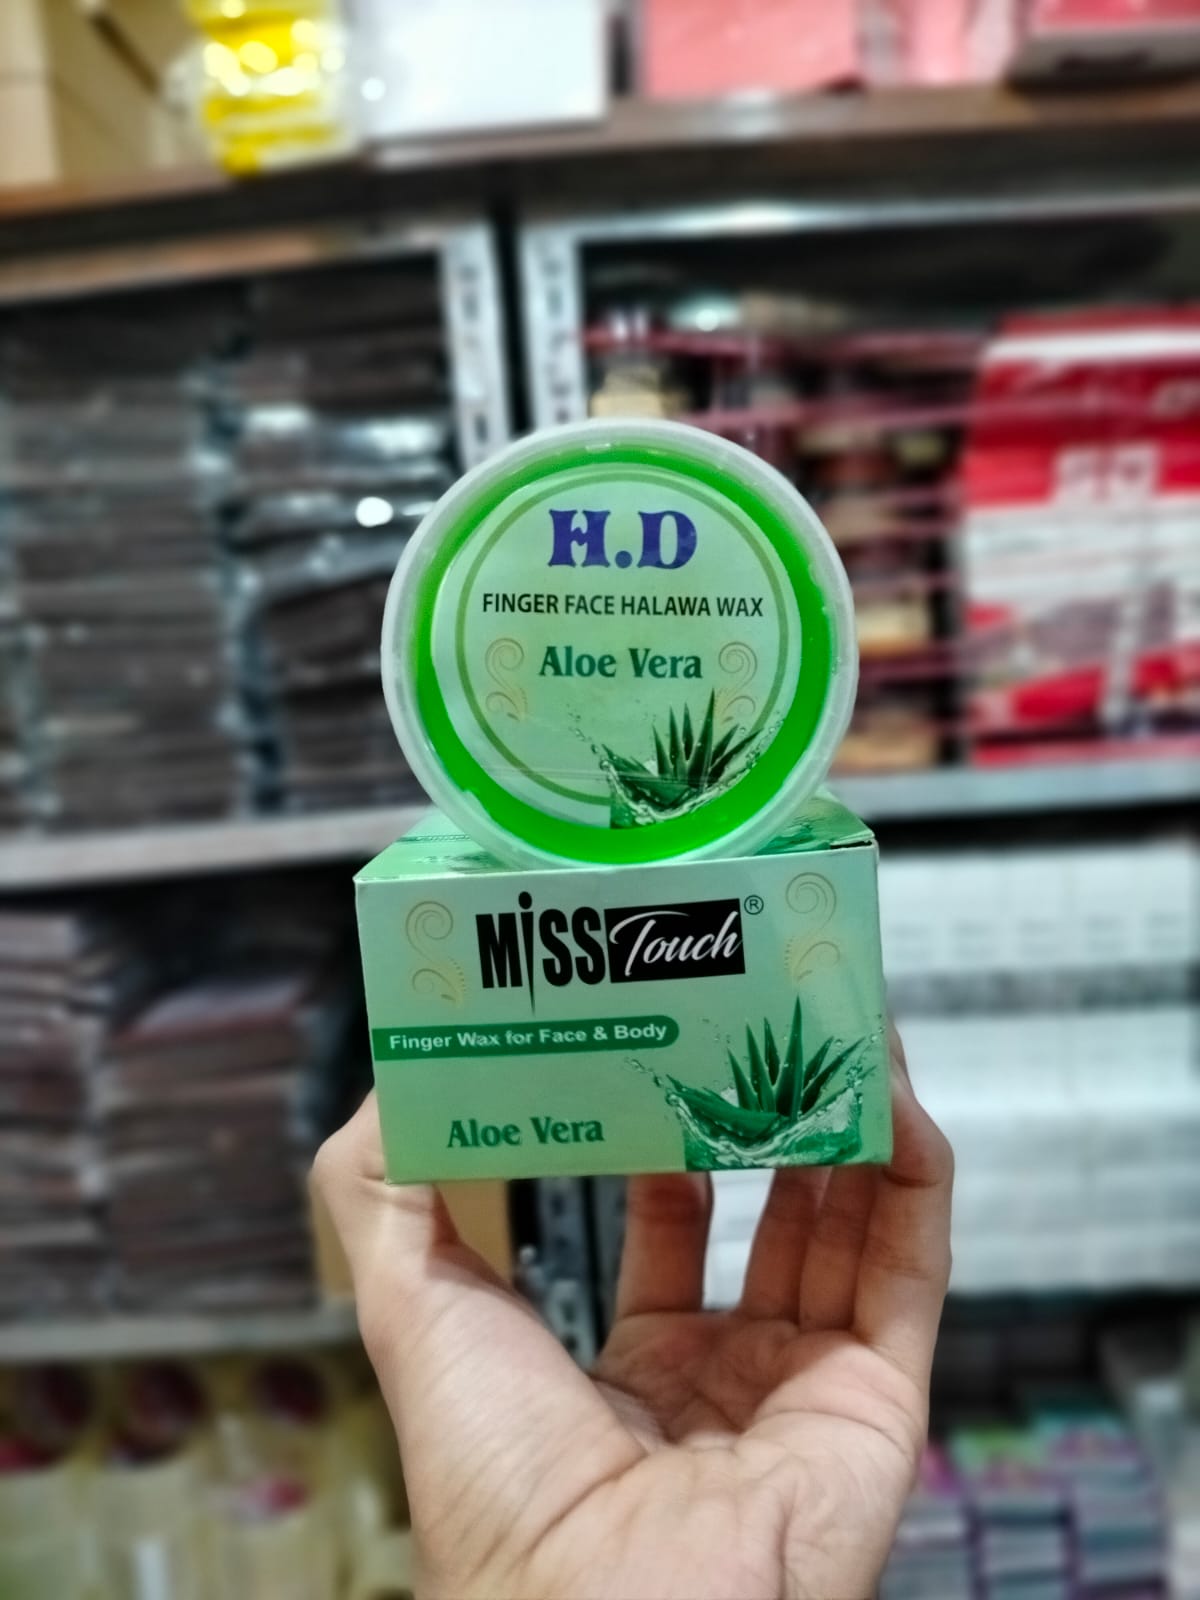 H.D
FINGER FACE HALAWA WAX
Aloe Vera
MiSS Touch ®
Finger Wax for Face & Body
Aloe Vera